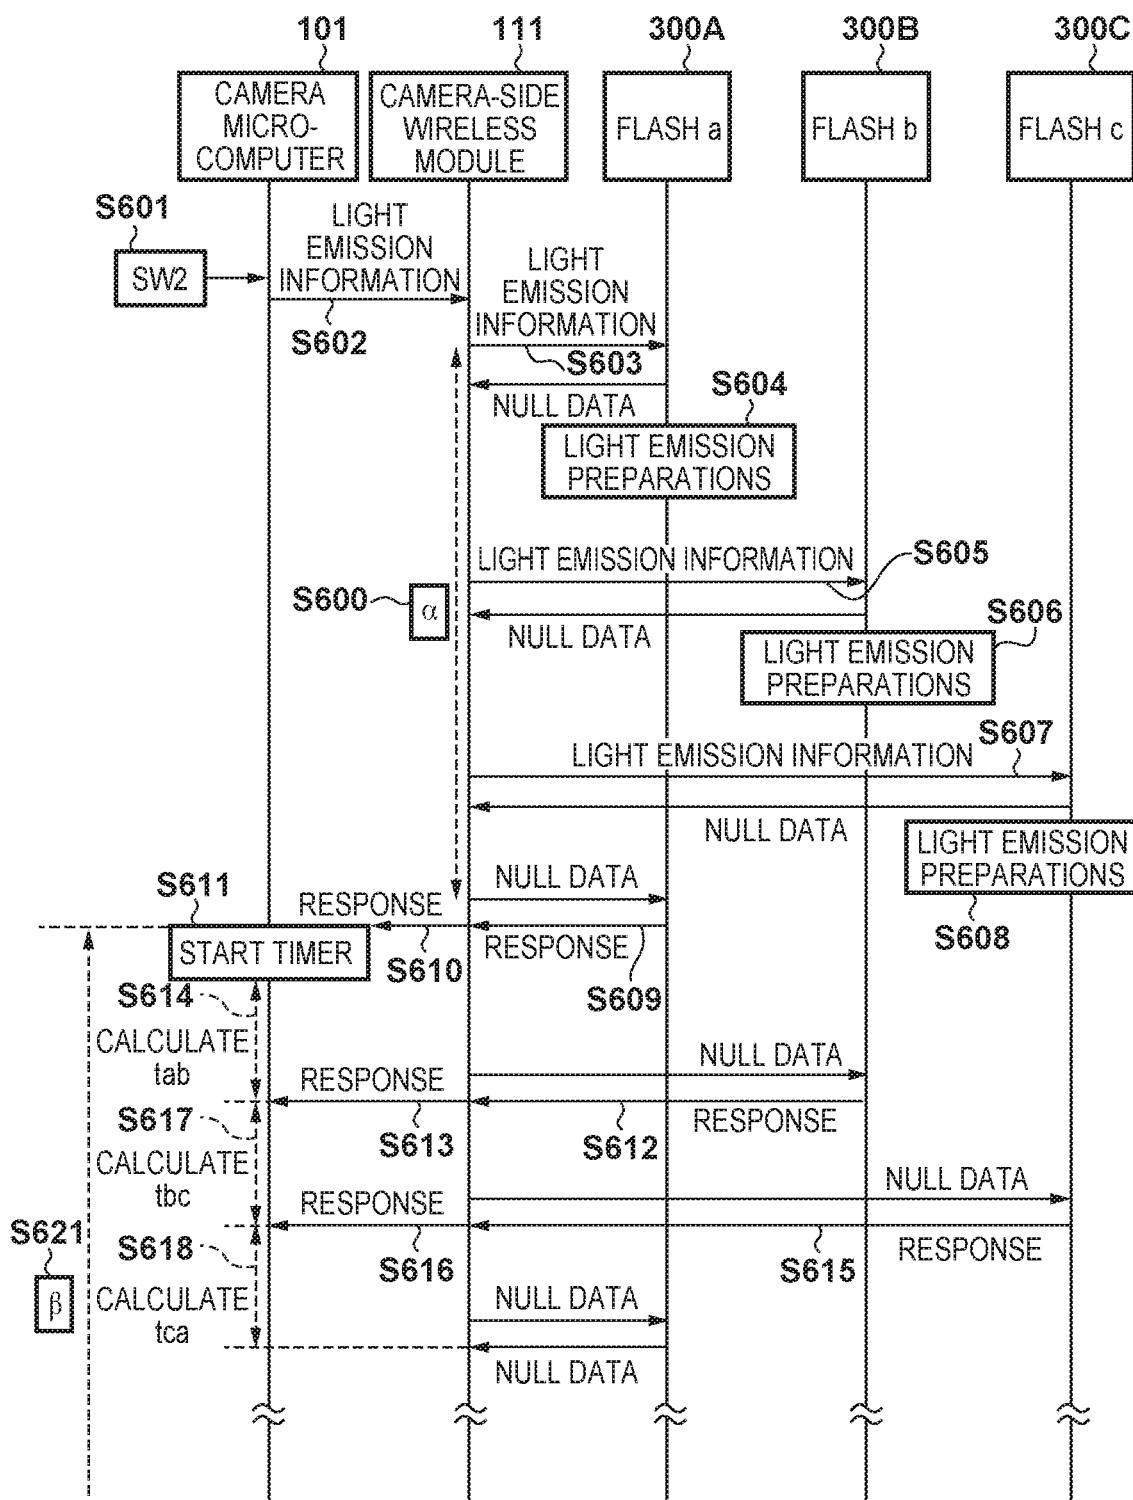 101
111
300A
300B
300C
CAMERA
MICRO-
COMPUTER
CAMERA-SIDE
WIRELESS
MODULE
FLASH a
FLASH b
FLASH c
S601
SW2
LIGHT
EMISSION
INFORMATION
S602
LIGHT
EMISSION
INFORMATION
S603
NULL DATA
S604
LIGHT EMISSION
PREPARATIONS
LIGHT EMISSION INFORMATION
S605
S600
α
NULL DATA
S606
LIGHT EMISSION
PREPARATIONS
S607
LIGHT EMISSION INFORMATION
NULL DATA
LIGHT EMISSION
PREPARATIONS
S608
NULL DATA
S611
RESPONSE
START TIMER
S610
RESPONSE
S609
S614
CALCULATE
tab
NULL DATA
RESPONSE
S613
S612
RESPONSE
S617
CALCULATE
tbc
NULL DATA
RESPONSE
S616
S615
RESPONSE
S621
β
S618
CALCULATE
tca
NULL DATA
NULL DATA